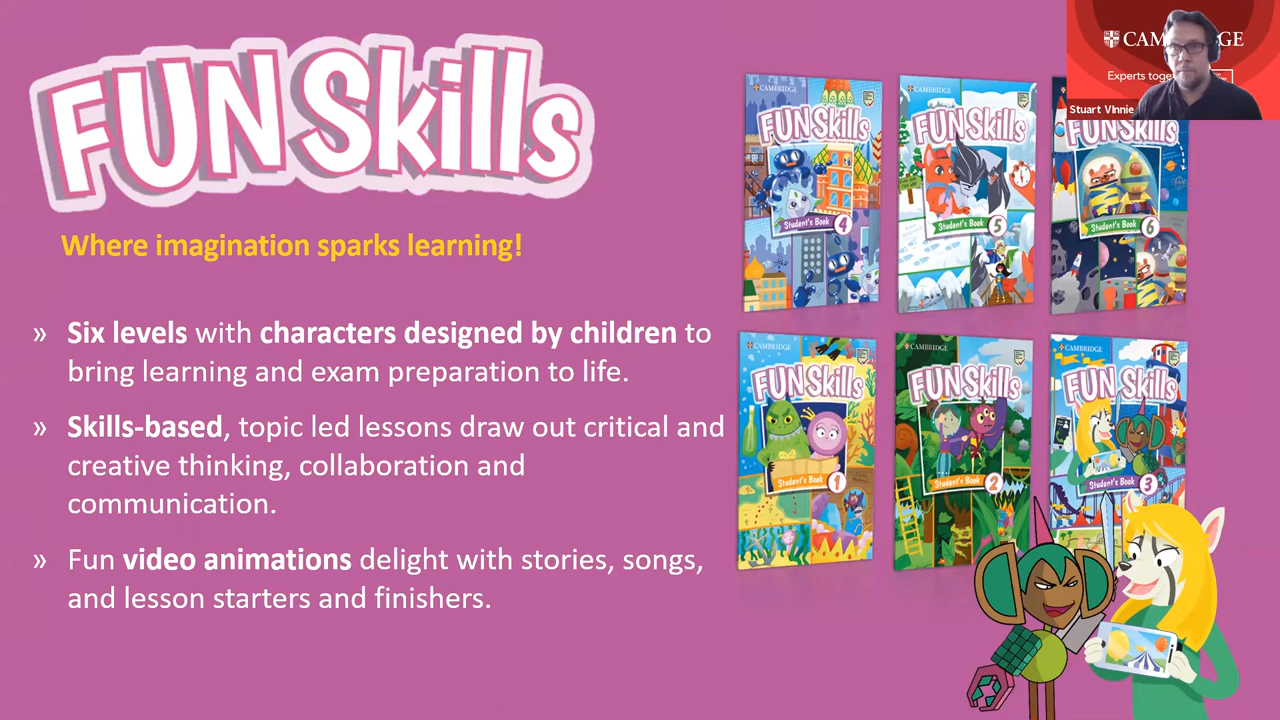 FUN Skills
CAM
GE
Experts toge
Stuart VInnie
Where imagination sparks learning!
» Six levels with characters designed by children to
bring learning and exam preparation to life.
» Skills-based, topic led lessons draw out critical and
creative thinking, collaboration and
communication.
» Fun video animations delight with stories, songs,
and lesson starters and finishers.
CAMBRIDGE
FUN Skills
Student's Book 4
CAMBRIDGE
FUN Skills
Student's Book 5
FUN Skills
Student's Book 6
CAMBRIDGE
FUN Skills
Student's Book 1
CAMBRIDGE
FUN Skills
Student's Book 2
CAMBRIDGE
FUN Skills
Student's Book 3